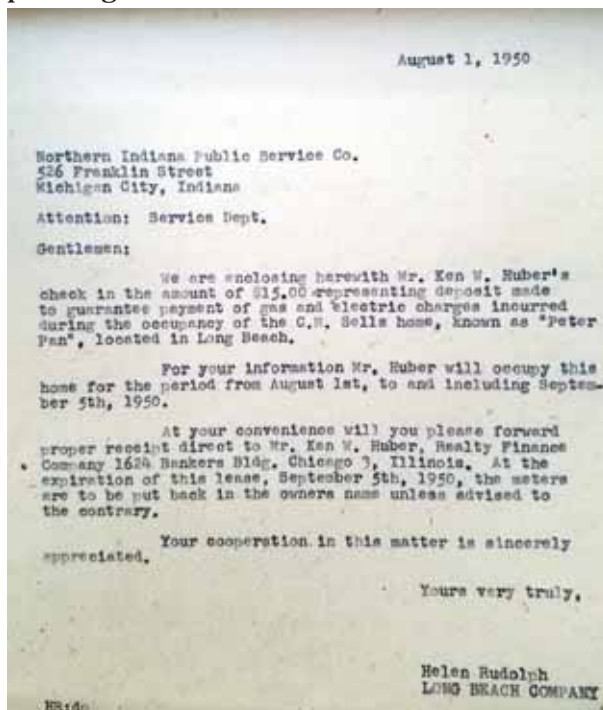 August 1, 1950
Northern Indiana Public Service Co.
526 Franklin Street
Michigan City, Indiana
Attention: Service Dept.
Gentlemen:
We are enclosing herewith Mr. Ken W. Huber's
check in the amount of $15.00 representing deposit made
to guarantee payment of gas and electric charges incurred
during the occupancy of the C.W. Sells home, known as "Peter
Pan", located in Long Beach.
For your information Mr. Huber will occupy this
home for the period from August 1st, to and including Septem-
ber 5th, 1950.
At your convenience will you please forward
proper receipt direct to Mr. Ken W. Huber, Realty Finance
Company 1624 Bankers Bldg. Chicago 3, Illinois. At the
expiration of this lease, September 5th, 1950, the meters
are to be put back in the owners name unless advised to
the contrary.
Your cooperation in this matter is sincerely
appreciated.
Yours very truly,
Helen Rudolph
LONG BEACH COMPANY